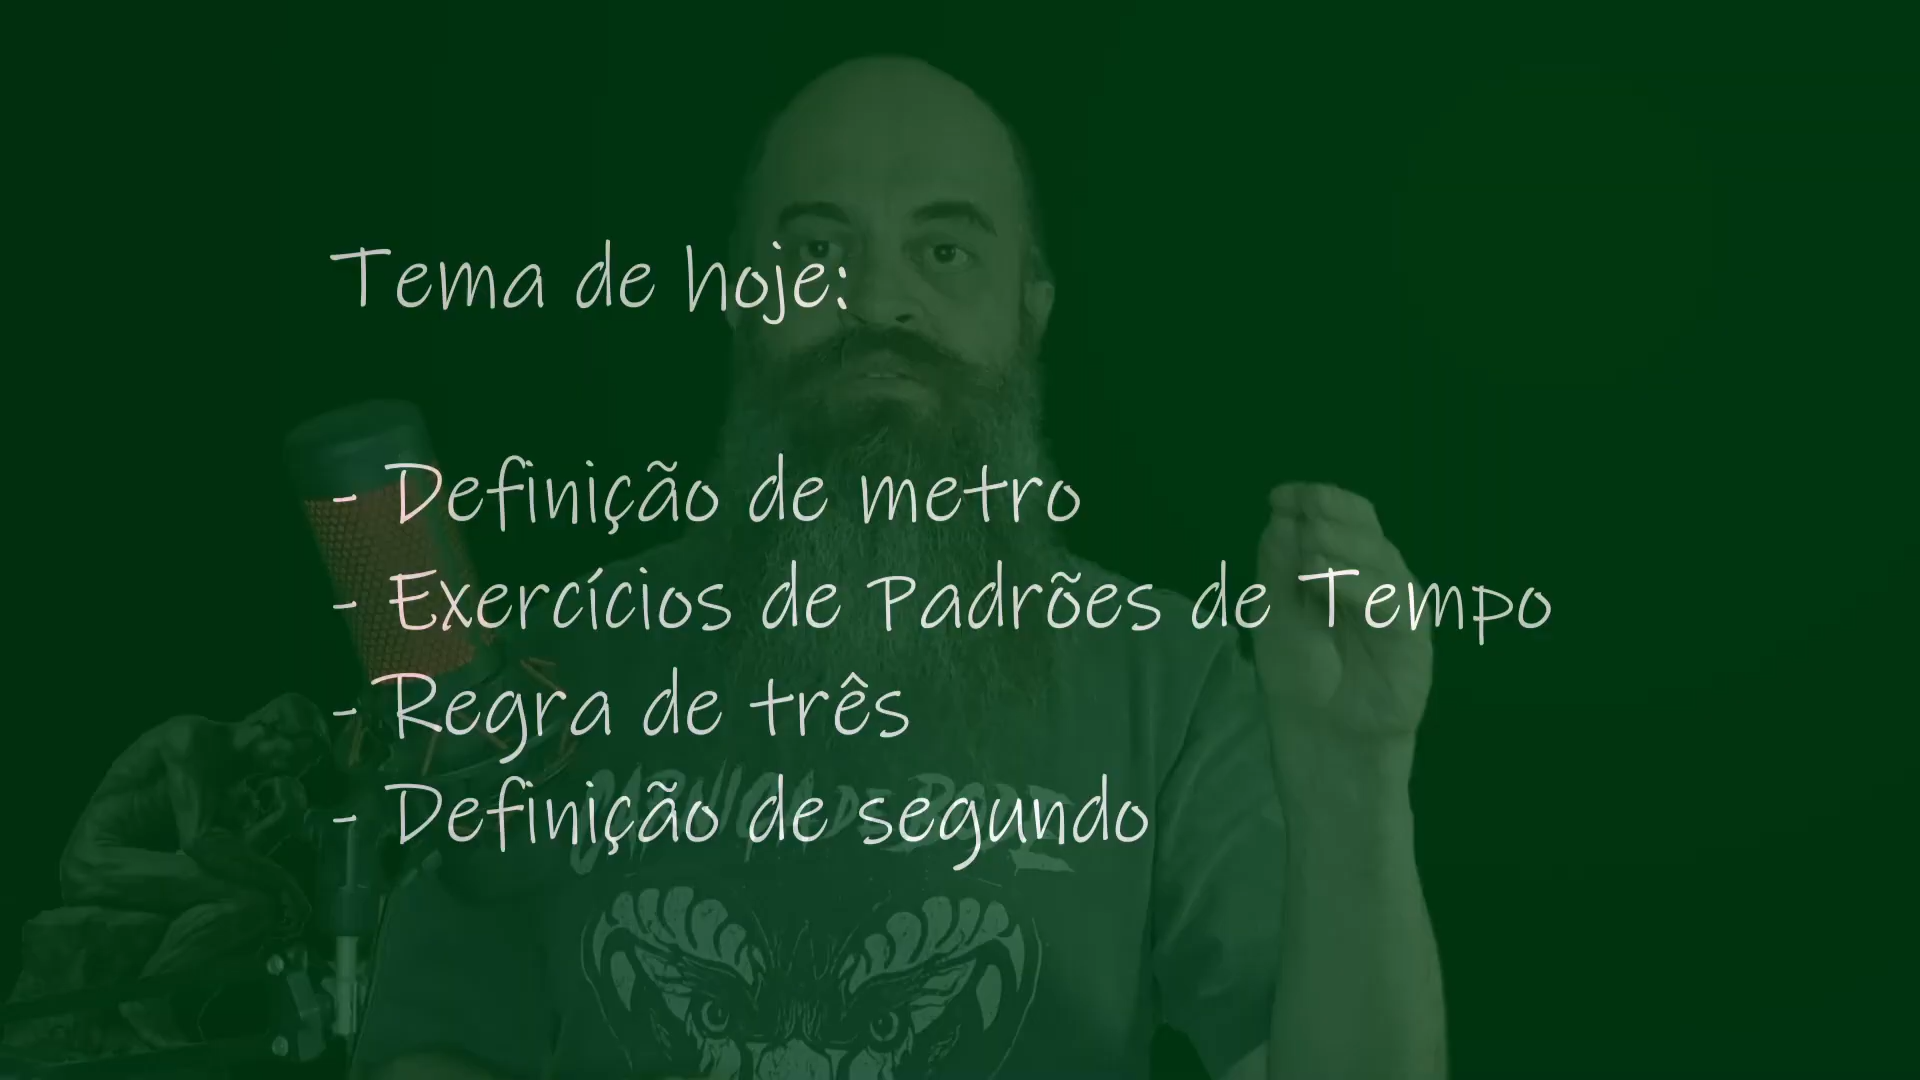 Tema de hoje:
- Definição de metro
- Exercícios de Padrões de Tempo
- Regra de três
- Definição de segundo